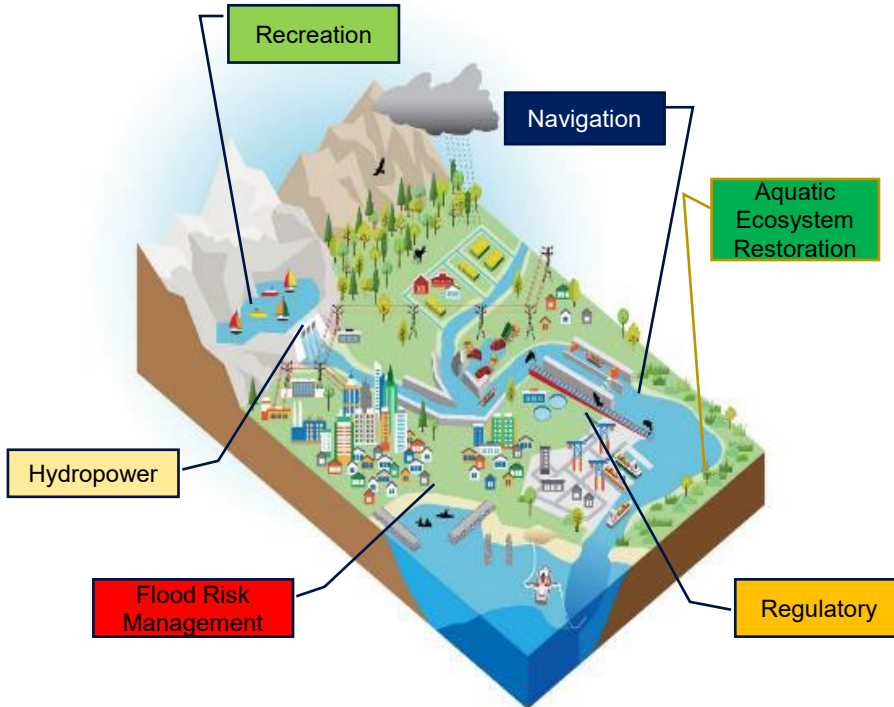 Recreation
Navigation
Aquatic
Ecosystem
Restoration
Hydropower
Flood Risk
Management
Regulatory